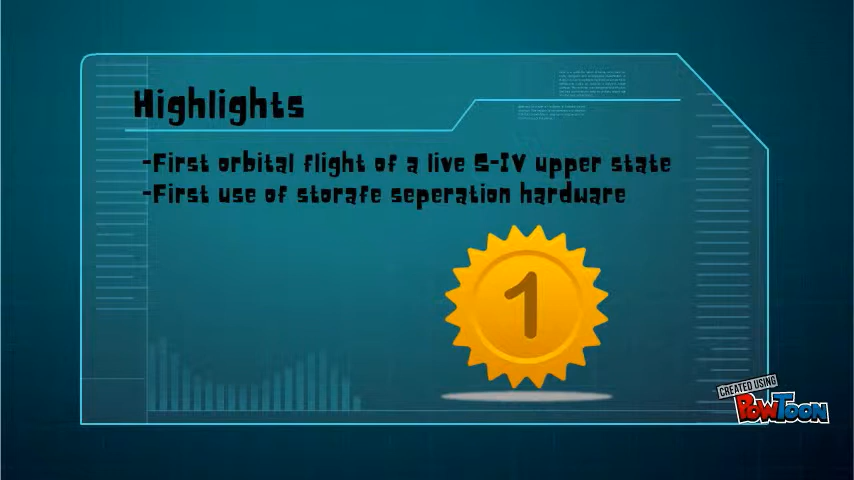 Highlights
-First orbital flight of a live S-IV upper state
-First use of storafe seperation hardware
1
CREATED USING
POWTOON